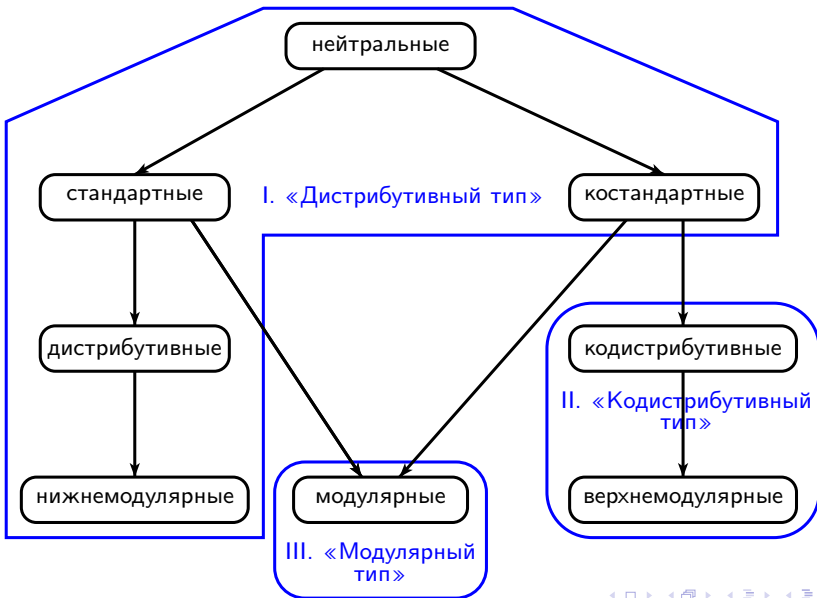 нейтральные
стандартные
I. «Дистрибутивный тип»
костандартные
дистрибутивные
кодистрибутивные
II. «Кодистрибутивный
тип»
нижнемодулярные
модулярные
верхнемодулярные
III. «Модулярный
тип»